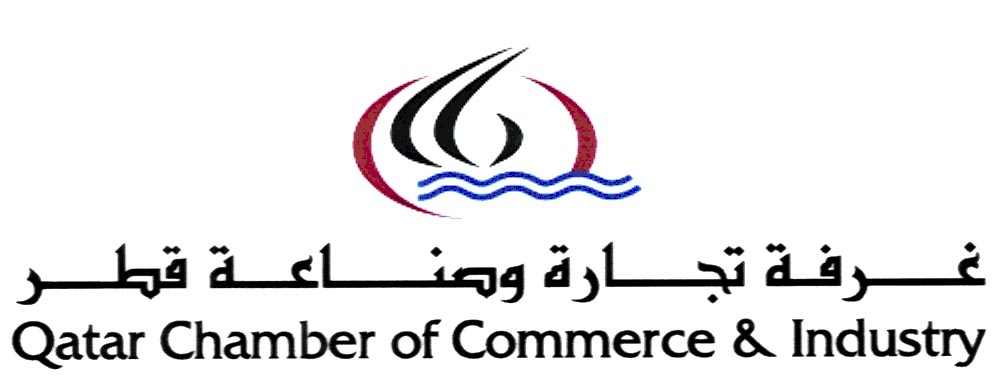 غرفة تجارة وصناعة قطر
Qatar Chamber of Commerce & Industry